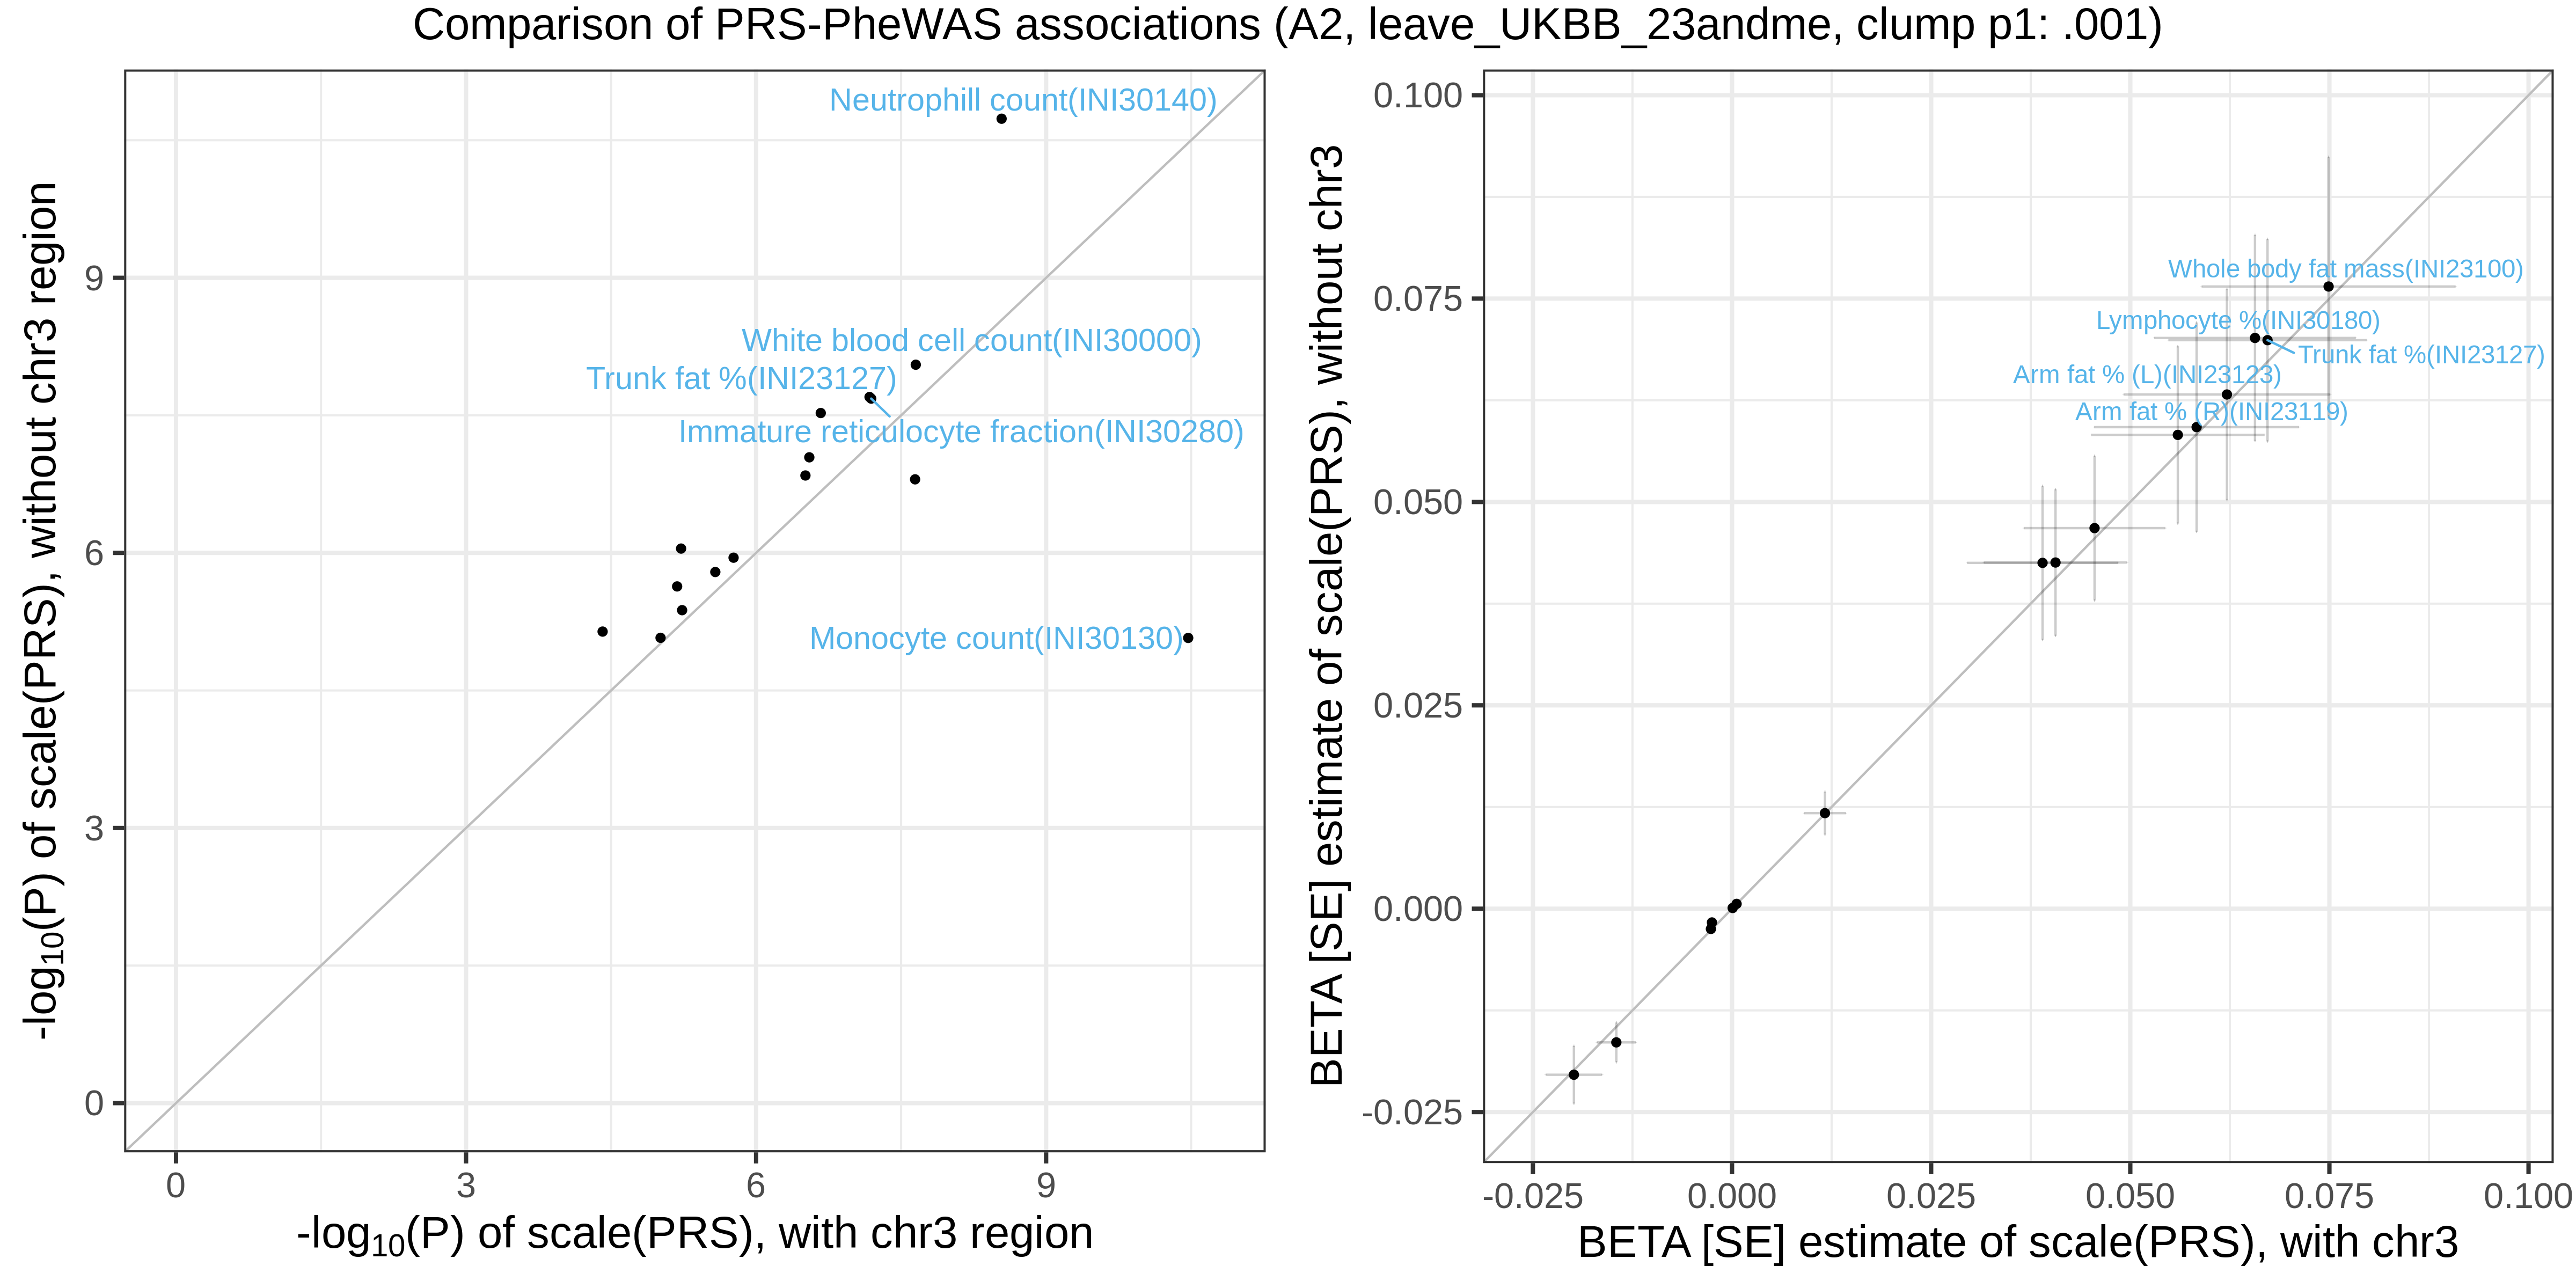 Comparison of PRS-PheWAS associations (A2, leave_UKBB_23andme, clump p1: .001)
-log10(P) of scale(PRS), without chr3 region
9
6
3
0
Neutrophill count(INI30140)
White blood cell count(INI30000)
Trunk fat %(INI23127)
Immature reticulocyte fraction(INI30280)
Monocyte count(INI30130)
0
3
6
9
-log10(P) of scale(PRS), with chr3 region
BETA [SE] estimate of scale(PRS), without chr3
0.100
0.075
0.050
0.025
0.000
-0.025
Whole body fat mass(INI23100)
Lymphocyte %(INI30180)
Trunk fat %(INI23127)
Arm fat % (L)(INI23123)
Arm fat % (R)(INI23119)
-0.025
0.000
0.025
0.050
0.075
0.100
BETA [SE] estimate of scale(PRS), with chr3